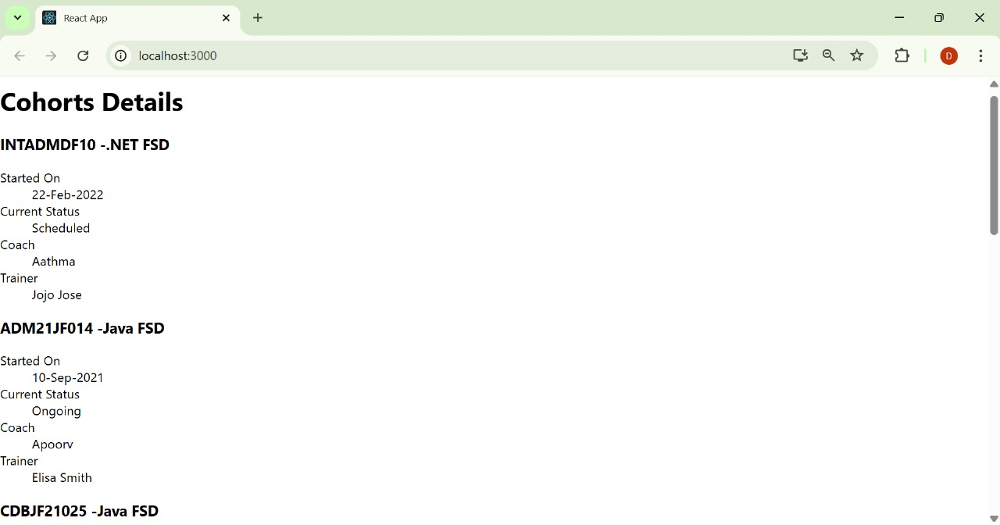 React App
localhost:3000
D
Cohorts Details
INTADMDF10 -.NET FSD
Started On
22-Feb-2022
Current Status
Scheduled
Coach
Aathma
Trainer
Jojo Jose
ADM21JF014 -Java FSD
Started On
10-Sep-2021
Current Status
Ongoing
Coach
Apoorv
Trainer
Elisa Smith
CDBJF21025 -Java FSD